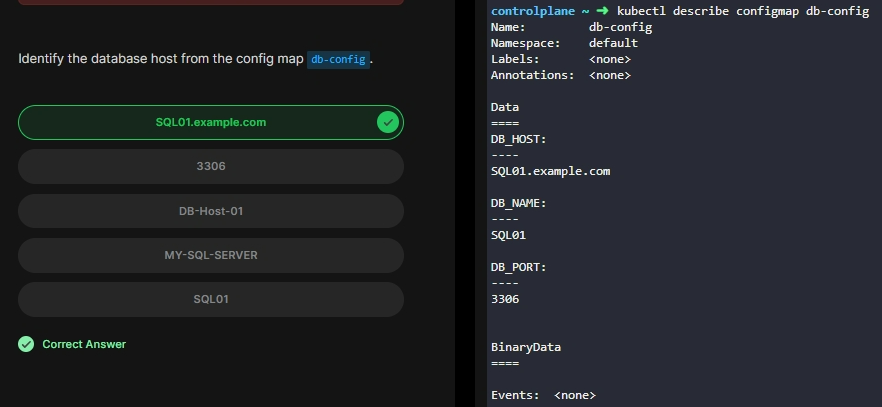 Identify the database host from the config map db-config.
SQL01.example.com
3306
DB-Host-01
MY-SQL-SERVER
SQL01
Correct Answer
controlplane ~ ➜ kubectl describe configmap db-config
Name:         db-config
Namespace:    default
Labels:       <none>
Annotations:  <none>
Data
====
DB_HOST:
----
SQL01.example.com
DB_NAME:
----
SQL01
DB_PORT:
----
3306
BinaryData
====
Events:  <none>